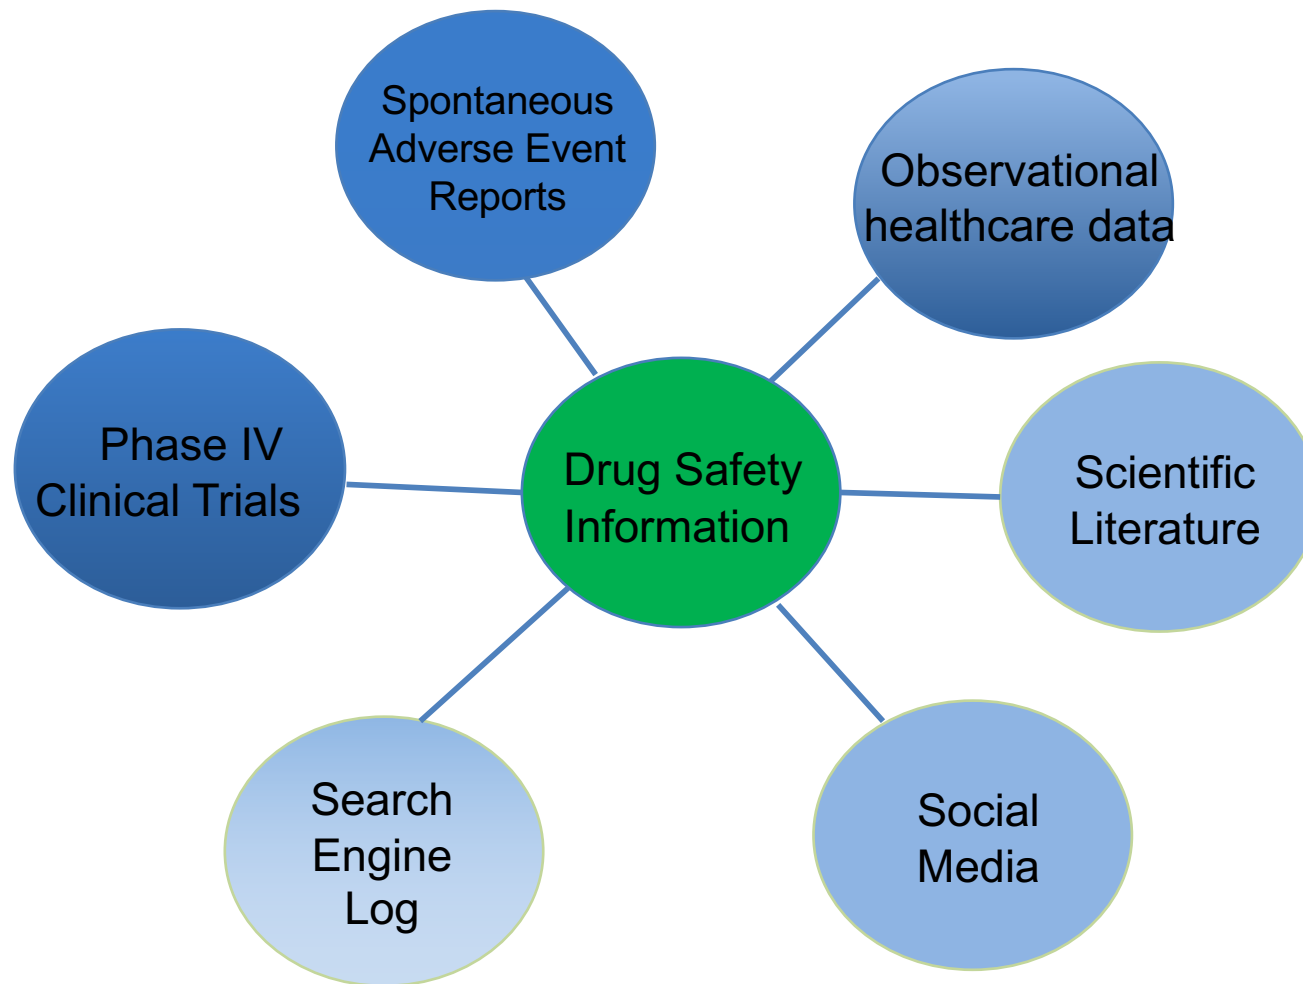 Spontaneous
Adverse Event
Reports
Observational
healthcare data
Phase IV
Clinical Trials
Drug Safety
Information
Scientific
Literature
Search
Engine
Log
Social
Media